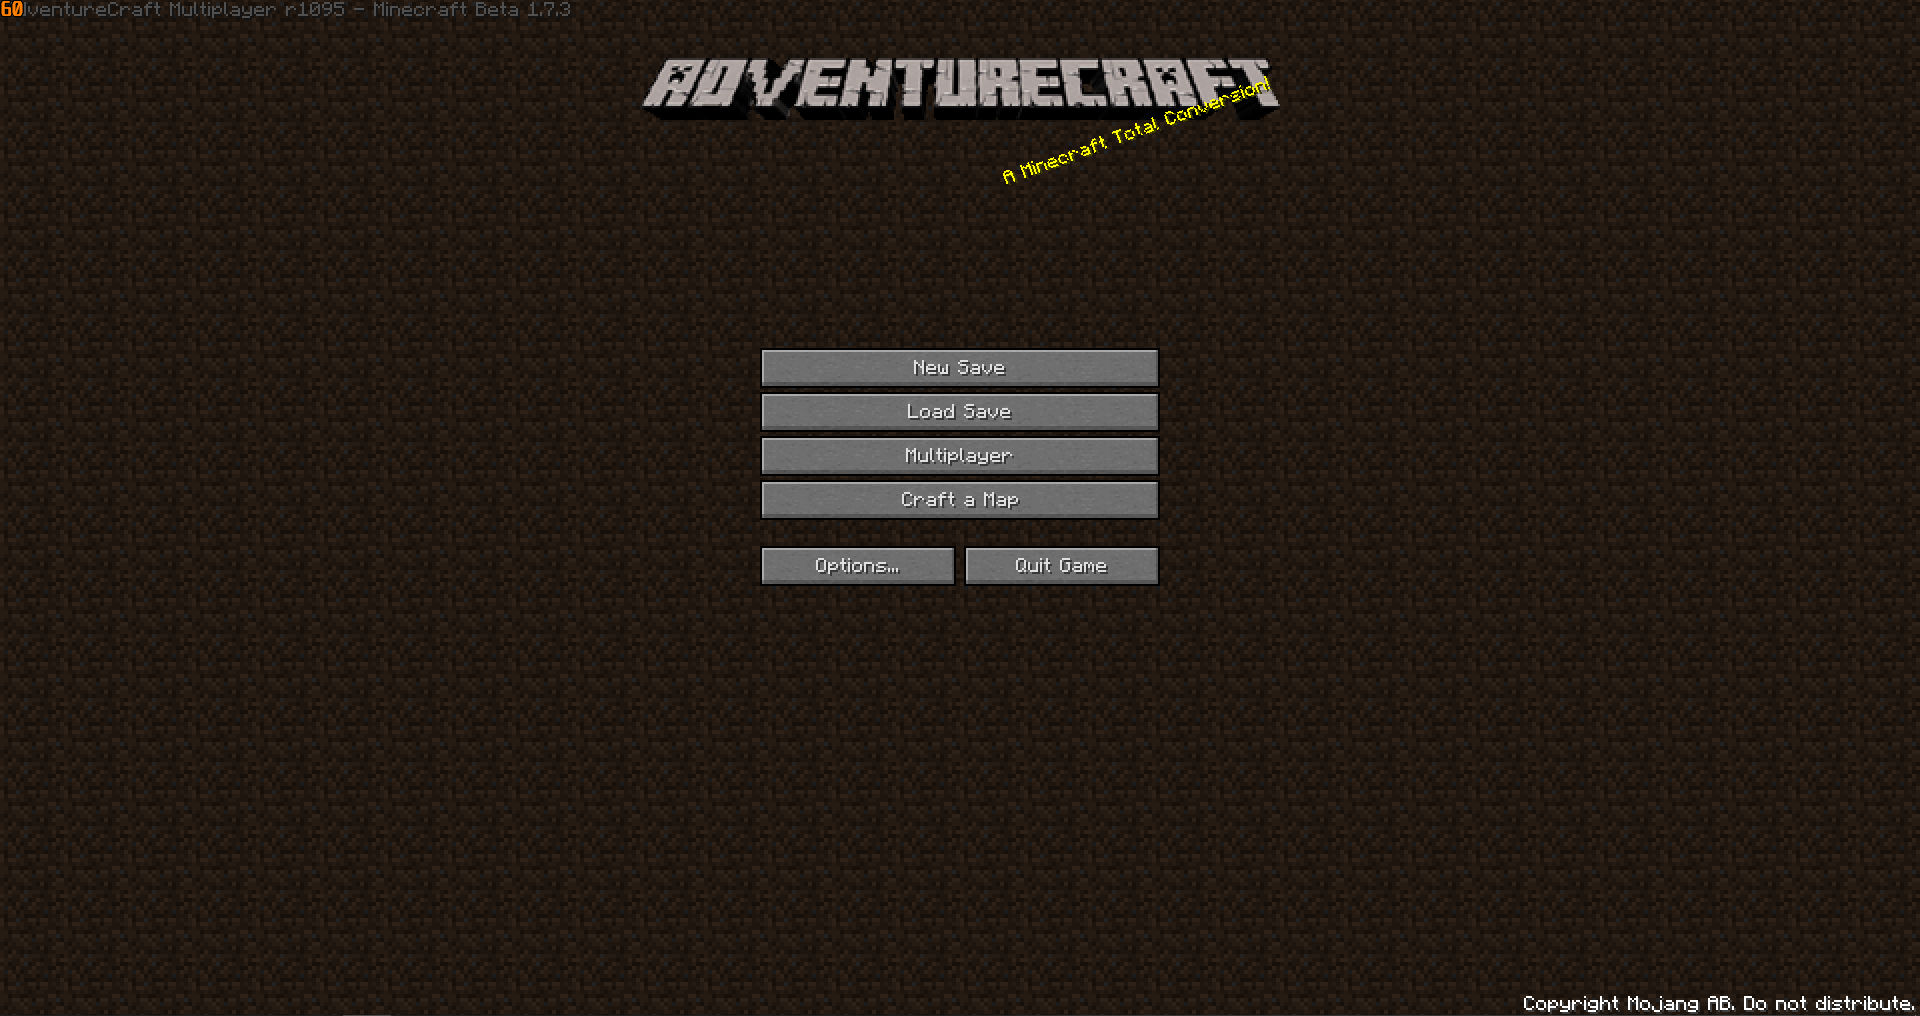 60lventureCraft Multiplayer r1095 - Minecraft Beta 1.7.3
ADVENTURECRAFT
A Minecraft Total Conversion!
New Save
Load Save
Multiplayer
Craft a Map
Options...
Quit Game
Copyright Mojang AB. Do not distribute.